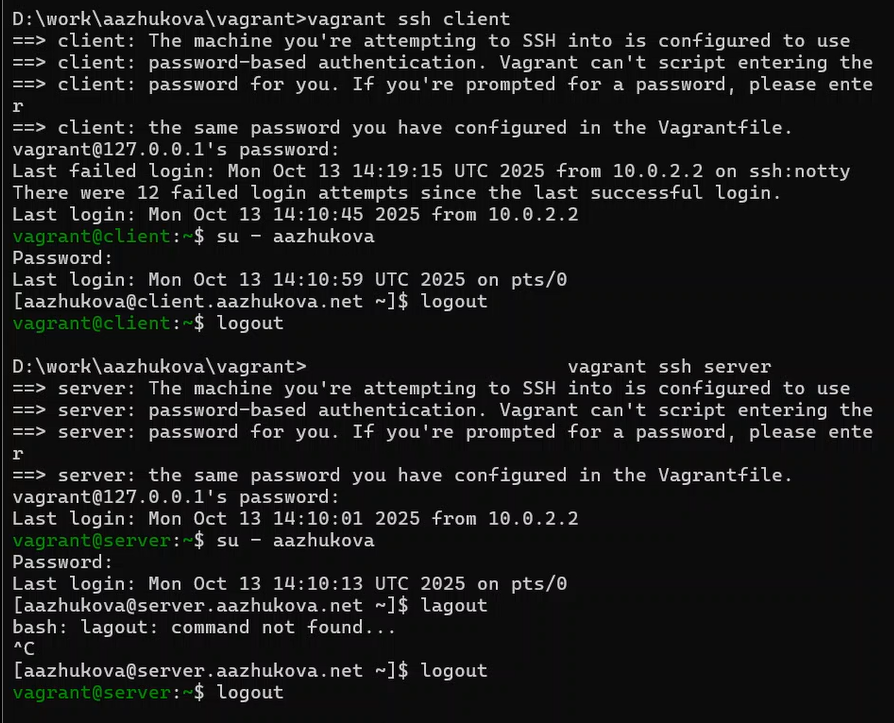 D:\work\aazhukova\vagrant>vagrant ssh client
==> client: The machine you're attempting to SSH into is configured to use
==> client: password-based authentication. Vagrant can't script entering the
==> client: password for you. If you're prompted for a password, please ente
r
==> client: the same password you have configured in the Vagrantfile.
vagrant@127.0.0.1's password:
Last failed login: Mon Oct 13 14:19:15 UTC 2025 from 10.0.2.2 on ssh:notty
There were 12 failed login attempts since the last successful login.
Last login: Mon Oct 13 14:10:45 2025 from 10.0.2.2
vagrant@client:~$ su - aazhukova
Password:
Last login: Mon Oct 13 14:10:59 UTC 2025 on pts/0
[aazhukova@client.aazhukova.net ~]$ logout
vagrant@client:~$ logout
D:\work\aazhukova\vagrant>                       vagrant ssh server
==> server: The machine you're attempting to SSH into is configured to use
==> server: password-based authentication. Vagrant can't script entering the
==> server: password for you. If you're prompted for a password, please ente
r
==> server: the same password you have configured in the Vagrantfile.
vagrant@127.0.0.1's password:
Last login: Mon Oct 13 14:10:01 2025 from 10.0.2.2
vagrant@server:~$ su - aazhukova
Password:
Last login: Mon Oct 13 14:10:13 UTC 2025 on pts/0
[aazhukova@server.aazhukova.net ~]$ lagout
bash: lagout: command not found...
^C
[aazhukova@server.aazhukova.net ~]$ logout
vagrant@server:~$ logout